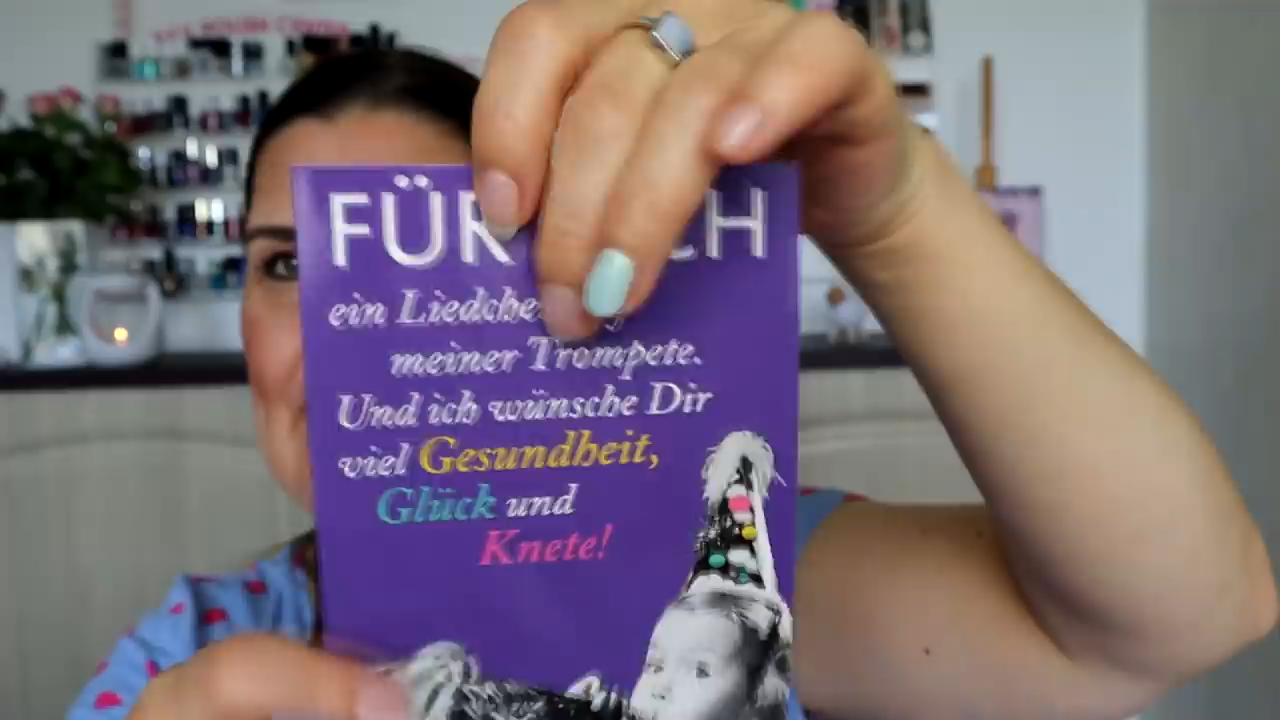 FÜR
ein Liedche
meiner Trompete.
Und ich wünsche Dir
viel Gesundheit,
Glück und
Knete!